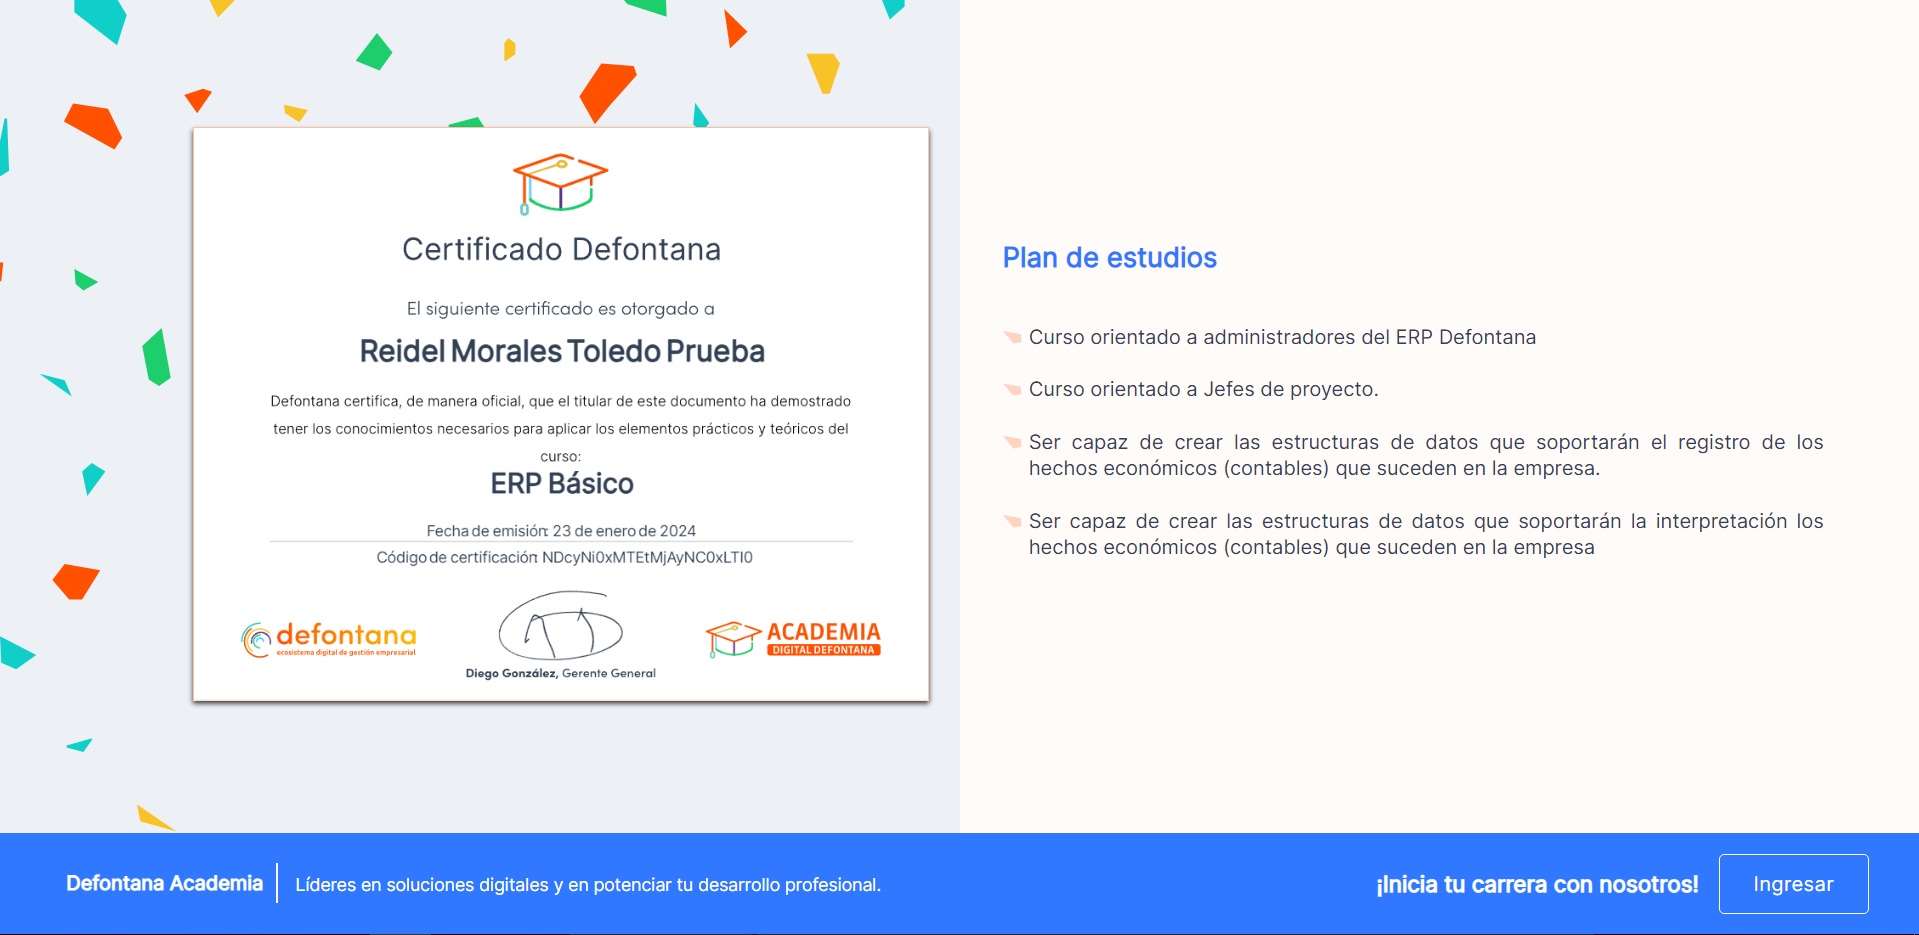 Certificado Defontana
El siguiente certificado es otorgado a
Reidel Morales Toledo Prueba
Defontana certifica, de manera oficial, que el titular de este documento ha demostrado
tener los conocimientos necesarios para aplicar los elementos prácticos y teóricos del
curso:
ERP Básico
Fecha de emisión: 23 de enero de 2024
Código de certificación: NDcyNi0xMTEtMjAyNC0xLTI0
defontana
ecosistema digital de gestión empresarial
Diego González, Gerente General
ACADEMIA
DIGITAL DEFONTANA
Plan de estudios
Curso orientado a administradores del ERP Defontana
Curso orientado a Jefes de proyecto.
Ser capaz de crear las estructuras de datos que soportarán el registro de los
hechos económicos (contables) que suceden en la empresa.
Ser capaz de crear las estructuras de datos que soportarán la interpretación los
hechos económicos (contables) que suceden en la empresa
Defontana Academia
Líderes en soluciones digitales y en potenciar tu desarrollo profesional.
¡Inicia tu carrera con nosotros!
Ingresar